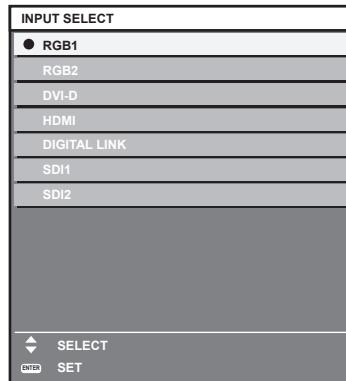 INPUT SELECT
RGB1
RGB2
DVI-D
HDMI
DIGITAL LINK
SDI1
SDI2
SELECT
ENTER SET